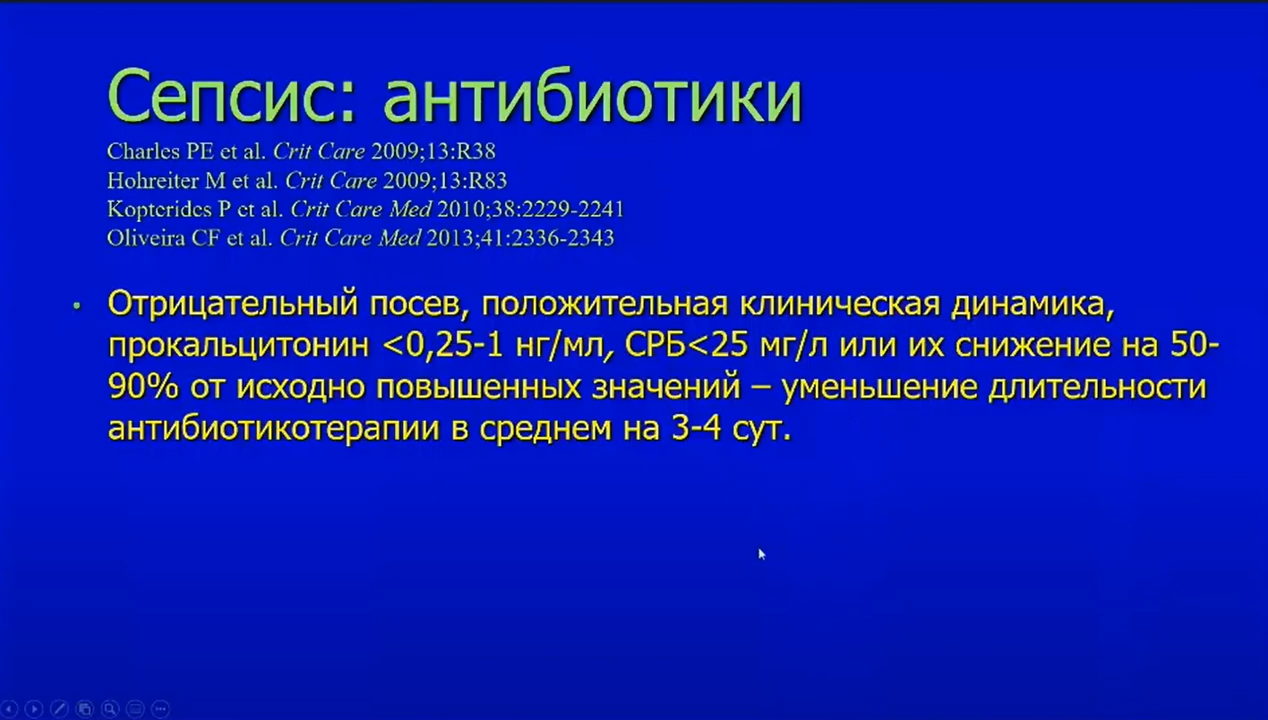 Сепсис: антибиотики
Charles PE et al. Crit Care 2009;13:R38
Hohreiter M et al. Crit Care 2009;13:R83
Kopterides P et al. Crit Care Med 2010;38:2229-2241
Oliveira CF et al. Crit Care Med 2013;41:2336-2343
• Отрицательный посев, положительная клиническая динамика,
прокальцитонин <0,25-1 нг/мл, СРБ<25 мг/л или их снижение на 50-
90% от исходно повышенных значений – уменьшение длительности
антибиотикотерапии в среднем на 3-4 сут.